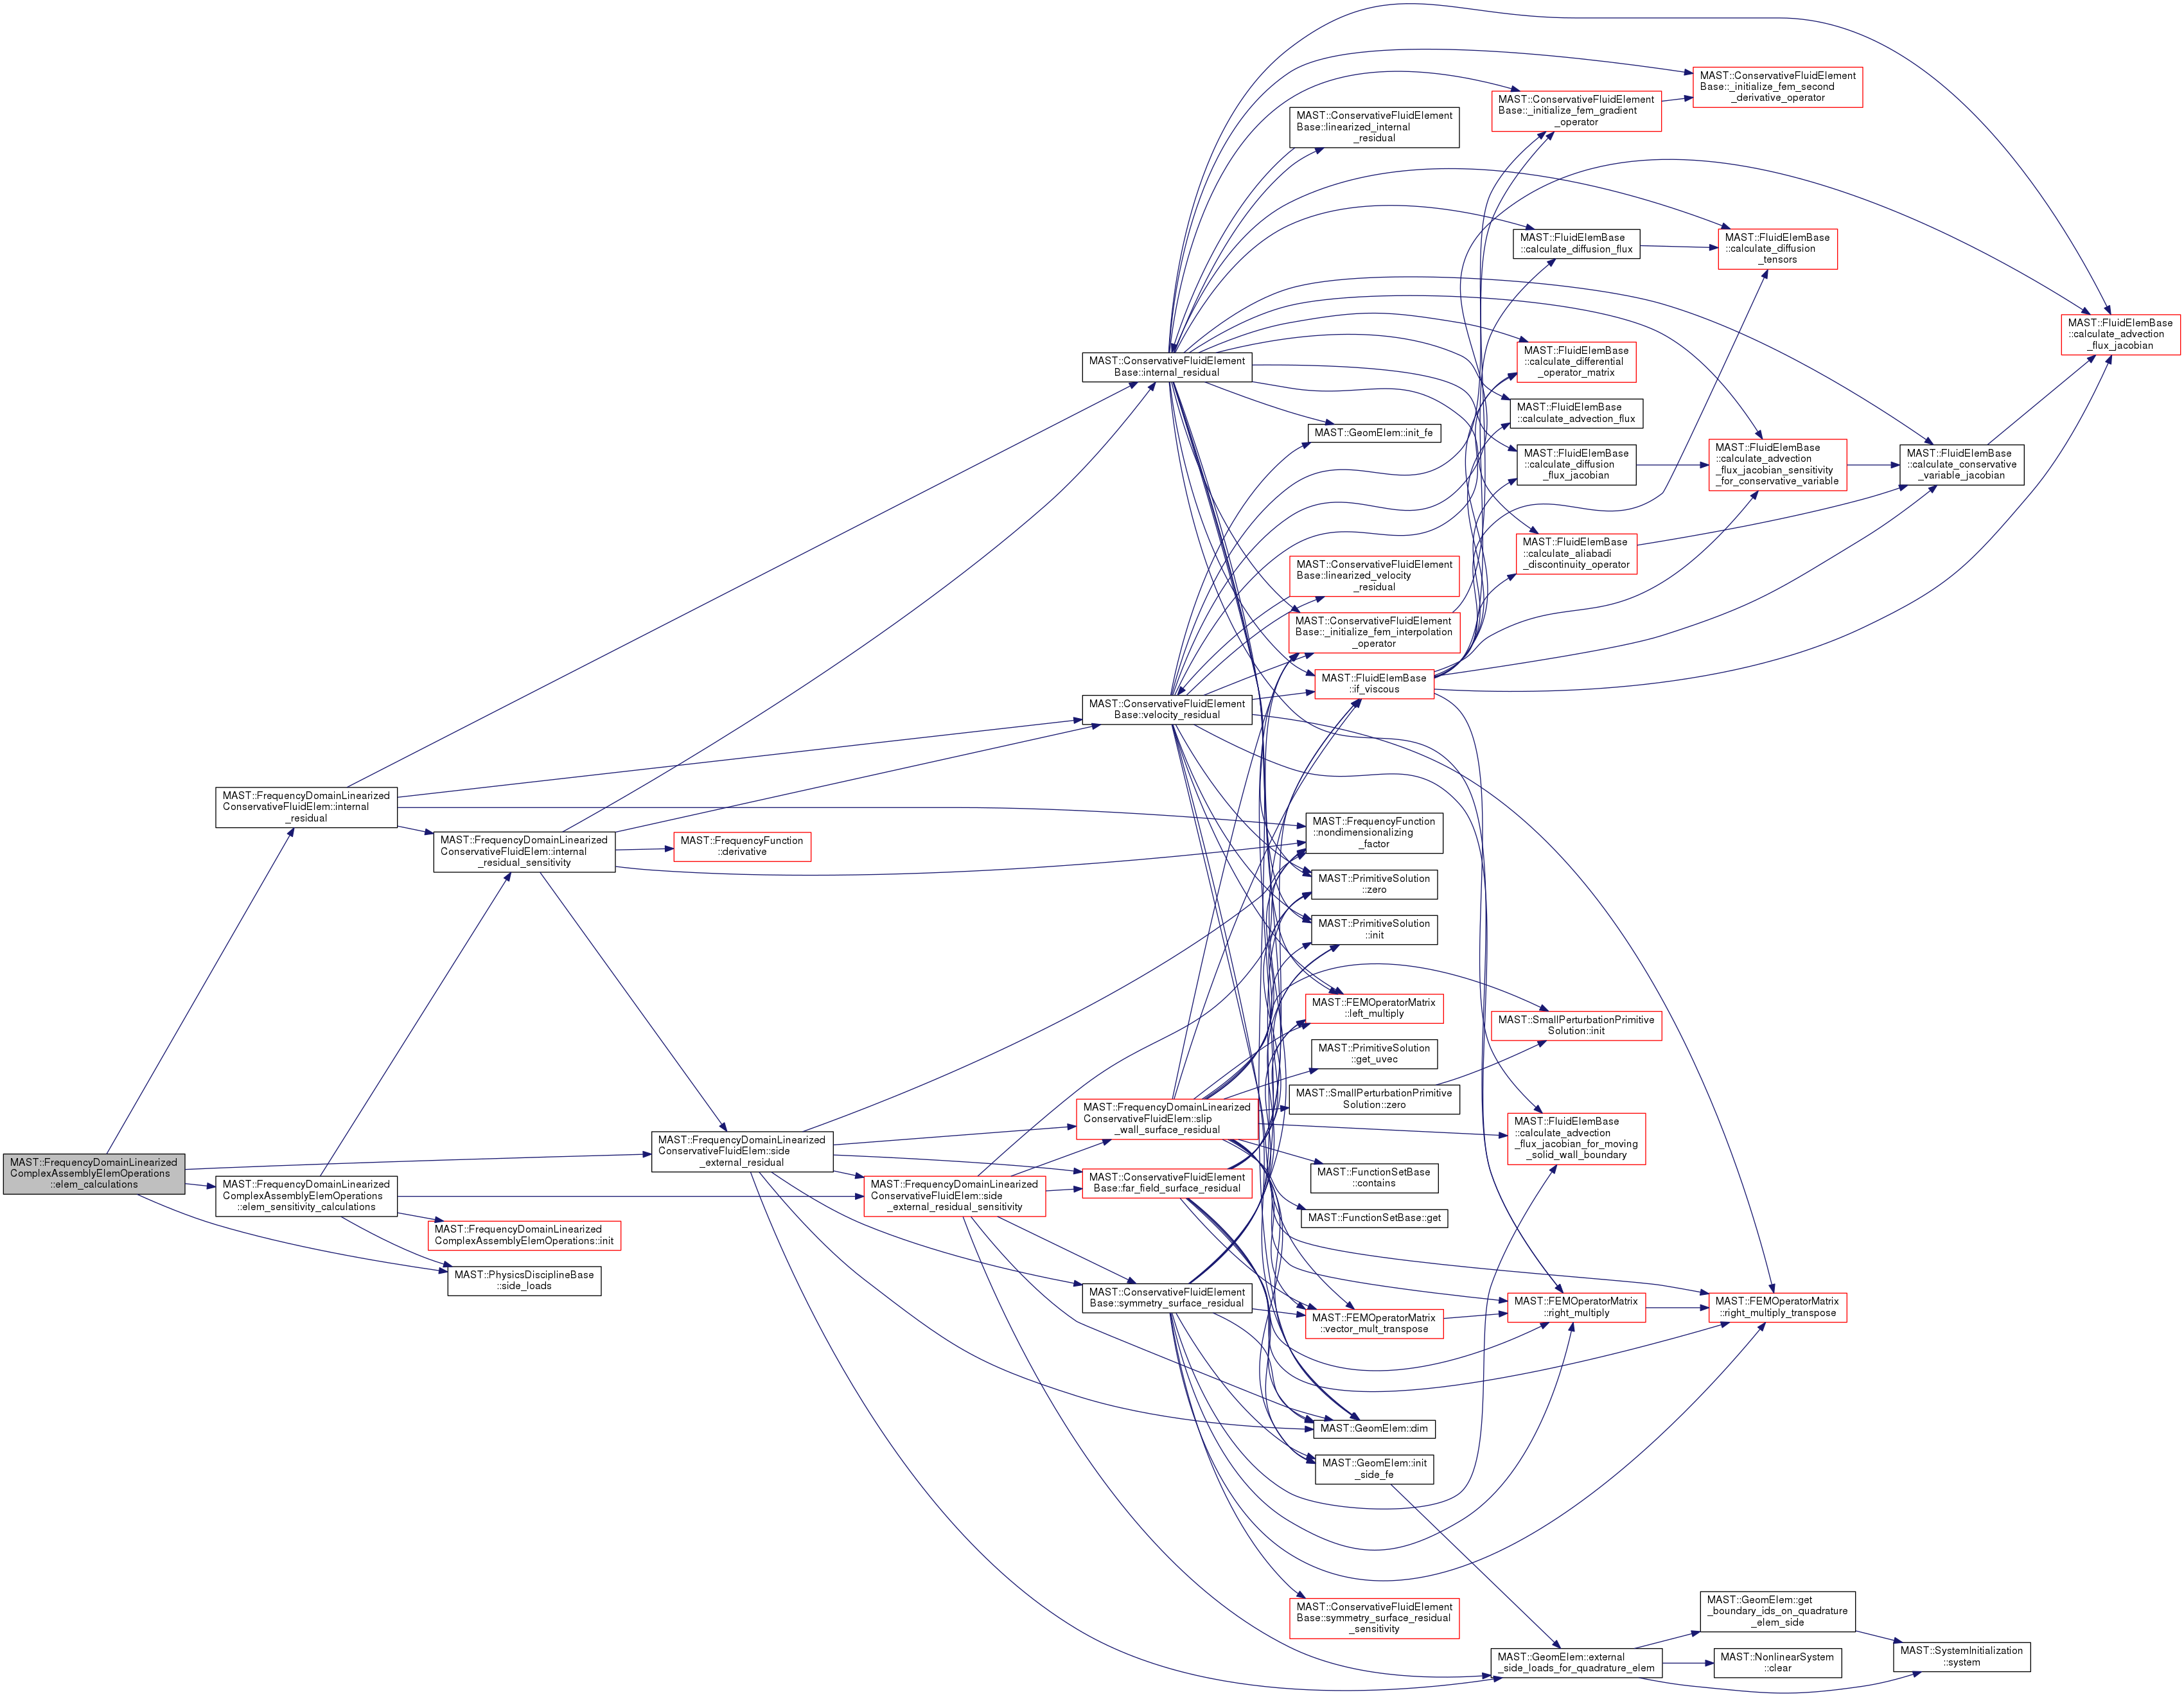 MAST::FrequencyDomainLinearized
ComplexAssemblyElemOperations
::elem_calculations
MAST::FrequencyDomainLinearized
ConservativeFluidElem::internal
_residual
MAST::FrequencyDomainLinearized
ComplexAssemblyElemOperations
::elem_sensitivity_calculations
MAST::FrequencyDomainLinearized
ConservativeFluidElem::internal
_residual_sensitivity
MAST::FrequencyDomainLinearized
ComplexAssemblyElemOperations::init
MAST::PhysicsDisciplineBase
::side_loads
MAST::FrequencyFunction
::derivative
MAST::FrequencyDomainLinearized
ConservativeFluidElem::side
_external_residual
MAST::FrequencyDomainLinearized
ConservativeFluidElem::side
_external_residual_sensitivity
MAST::ConservativeFluidElement
Base::internal_residual
MAST::ConservativeFluidElement
Base::velocity_residual
MAST::FrequencyDomainLinearized
ConservativeFluidElem::slip
_wall_surface_residual
MAST::ConservativeFluidElement
Base::far_field_surface_residual
MAST::ConservativeFluidElement
Base::symmetry_surface_residual
MAST::ConservativeFluidElement
Base::linearized_internal
_residual
MAST::GeomElem::init_fe
MAST::ConservativeFluidElement
Base::linearized_velocity
_residual
MAST::ConservativeFluidElement
Base::_initialize_fem_interpolation
_operator
MAST::FluidElemBase
::if_viscous
MAST::FrequencyFunction
::nondimensionalizing
_factor
MAST::PrimitiveSolution
::zero
MAST::PrimitiveSolution
::init
MAST::FEMOperatorMatrix
::left_multiply
MAST::PrimitiveSolution
::get_uvec
MAST::SmallPerturbationPrimitive
Solution::zero
MAST::FunctionSetBase
::contains
MAST::FunctionSetBase::get
MAST::FEMOperatorMatrix
::vector_mult_transpose
MAST::GeomElem::dim
MAST::GeomElem::init
_side_fe
MAST::ConservativeFluidElement
Base::symmetry_surface_residual
_sensitivity
MAST::ConservativeFluidElement
Base::_initialize_fem_gradient
_operator
MAST::FluidElemBase
::calculate_diffusion_flux
MAST::FluidElemBase
::calculate_differential
_operator_matrix
MAST::FluidElemBase
::calculate_advection_flux
MAST::FluidElemBase
::calculate_diffusion
_flux_jacobian
MAST::FluidElemBase
::calculate_aliabadi
_discontinuity_operator
MAST::SmallPerturbationPrimitive
Solution::init
MAST::FluidElemBase
::calculate_advection
_flux_jacobian_for_moving
_solid_wall_boundary
MAST::FEMOperatorMatrix
::right_multiply
MAST::GeomElem::external
_side_loads_for_quadrature_elem
MAST::ConservativeFluidElement
Base::_initialize_fem_second
_derivative_operator
MAST::FluidElemBase
::calculate_diffusion
_tensors
MAST::FluidElemBase
::calculate_advection
_flux_jacobian_sensitivity
_for_conservative_variable
MAST::FEMOperatorMatrix
::right_multiply_transpose
MAST::GeomElem::get
_boundary_ids_on_quadrature
_elem_side
MAST::NonlinearSystem
::clear
MAST::FluidElemBase
::calculate_conservative
_variable_jacobian
MAST::SystemInitialization
::system
MAST::FluidElemBase
::calculate_advection
_flux_jacobian